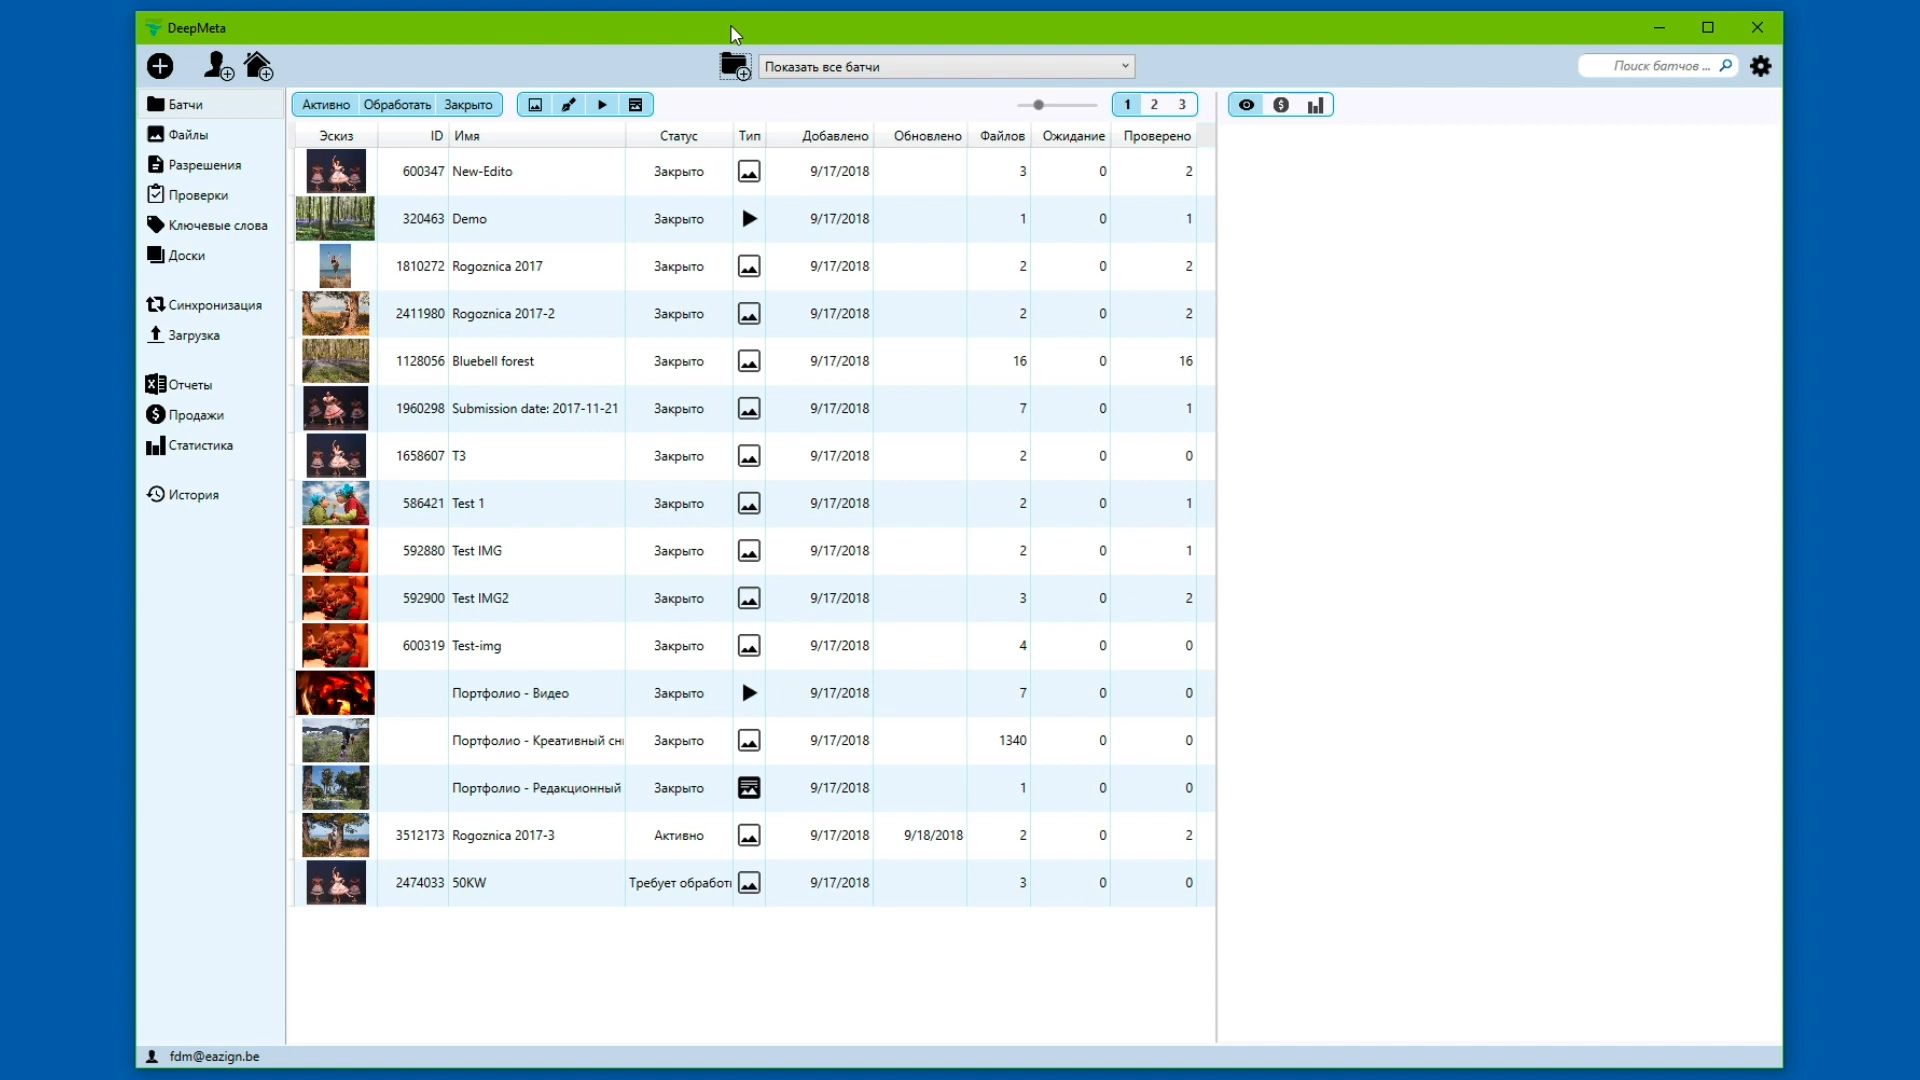 DeepMeta
Показать все батчи
Поиск батчов ...
Батчи
Файлы
Разрешения
Проверки
Ключевые слова
Доски
Синхронизация
Загрузка
Отчеты
Продажи
Статистика
История
Активно Обработать Закрыто
1 2 3
Эскиз ID Имя Статус Тип Добавлено Обновлено Файлов Ожидание Проверено
600347 New-Edito Закрыто 9/17/2018 3 0 2
320463 Demo Закрыто 9/17/2018 1 0 1
1810272 Rogoznica 2017 Закрыто 9/17/2018 2 0 2
2411980 Rogoznica 2017-2 Закрыто 9/17/2018 2 0 2
1128056 Bluebell forest Закрыто 9/17/2018 16 0 16
1960298 Submission date: 2017-11-21 Закрыто 9/17/2018 7 0 1
1658607 T3 Закрыто 9/17/2018 2 0 0
586421 Test 1 Закрыто 9/17/2018 2 0 1
592880 Test IMG Закрыто 9/17/2018 2 0 1
592900 Test IMG2 Закрыто 9/17/2018 3 0 2
600319 Test-img Закрыто 9/17/2018 4 0 0
Портфолио - Видео Закрыто 9/17/2018 7 0 0
Портфолио - Креативный сн Закрыто 9/17/2018 1340 0 0
Портфолио - Редакционный Закрыто 9/17/2018 1 0 0
3512173 Rogoznica 2017-3 Активно 9/17/2018 9/18/2018 2 0 2
2474033 50KW Требует обработ 9/17/2018 3 0 0
fdm@eazign.be